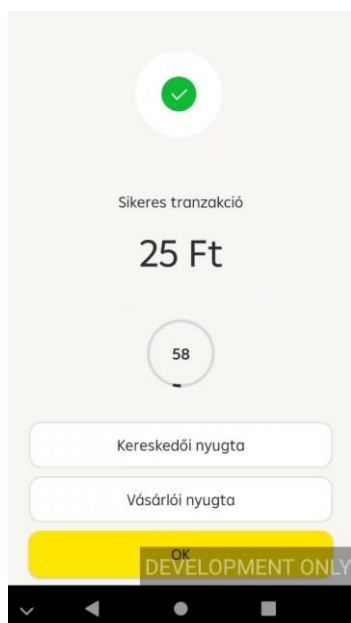 Sikeres tranzakció
25 Ft
58
Kereskedői nyugta
Vásárlói nyugta
OK
DEVELOPMENT ONLY